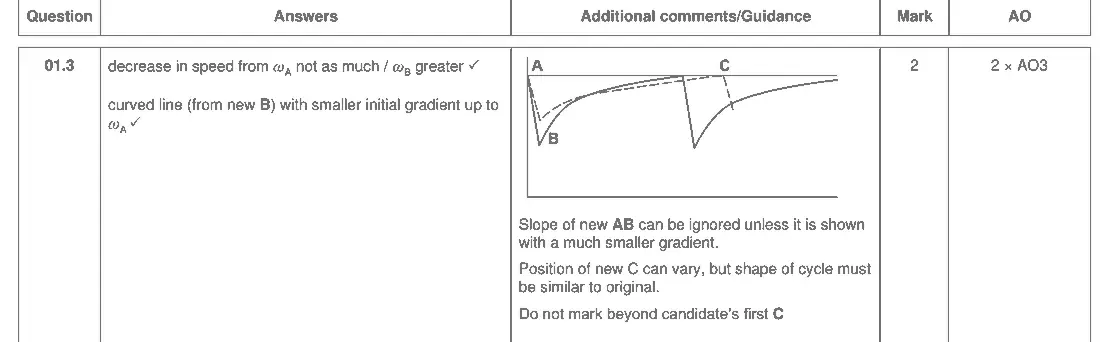 Question Answers Additional comments/Guidance Mark AO
01.3 decrease in speed from ωA not as much / ωB greater ✓ 2 2 × AO3
curved line (from new B) with smaller initial gradient up to
ωA ✓
A C
B
Slope of new AB can be ignored unless it is shown
with a much smaller gradient.
Position of new C can vary, but shape of cycle must
be similar to original.
Do not mark beyond candidate's first C